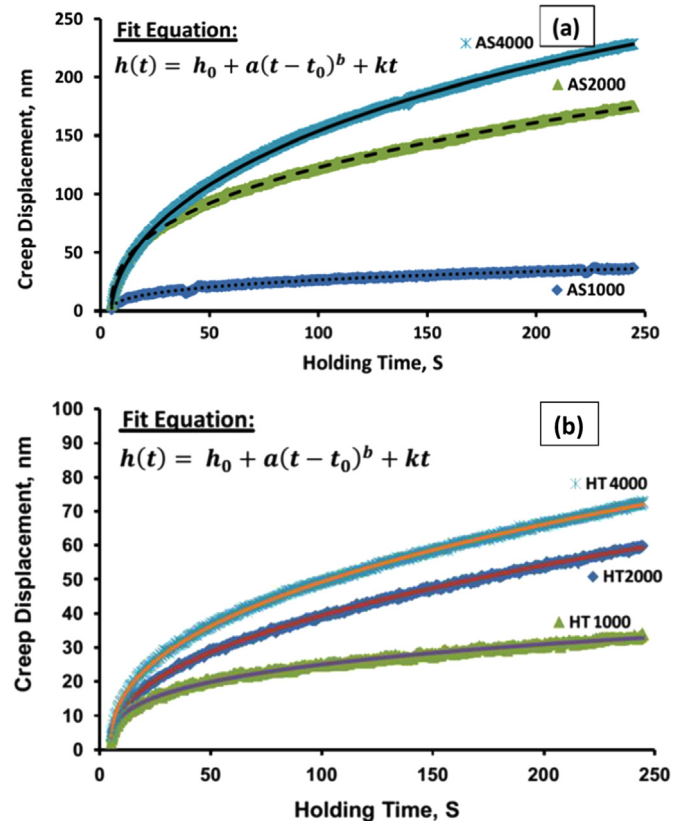 (a)
Fit Equation:
h(t) = h₀ + a(t − t₀)ᵇ + kt
AS4000
AS2000
AS1000
250
200
150
100
50
0
Creep Displacement, nm
0 50 100 150 200 250
Holding Time, S
(b)
Fit Equation:
h(t) = h₀ + a(t − t₀)ᵇ + kt
HT 4000
HT2000
HT 1000
100
90
80
70
60
50
40
30
20
10
0
Creep Displacement, nm
0 50 100 150 200 250
Holding Time, S